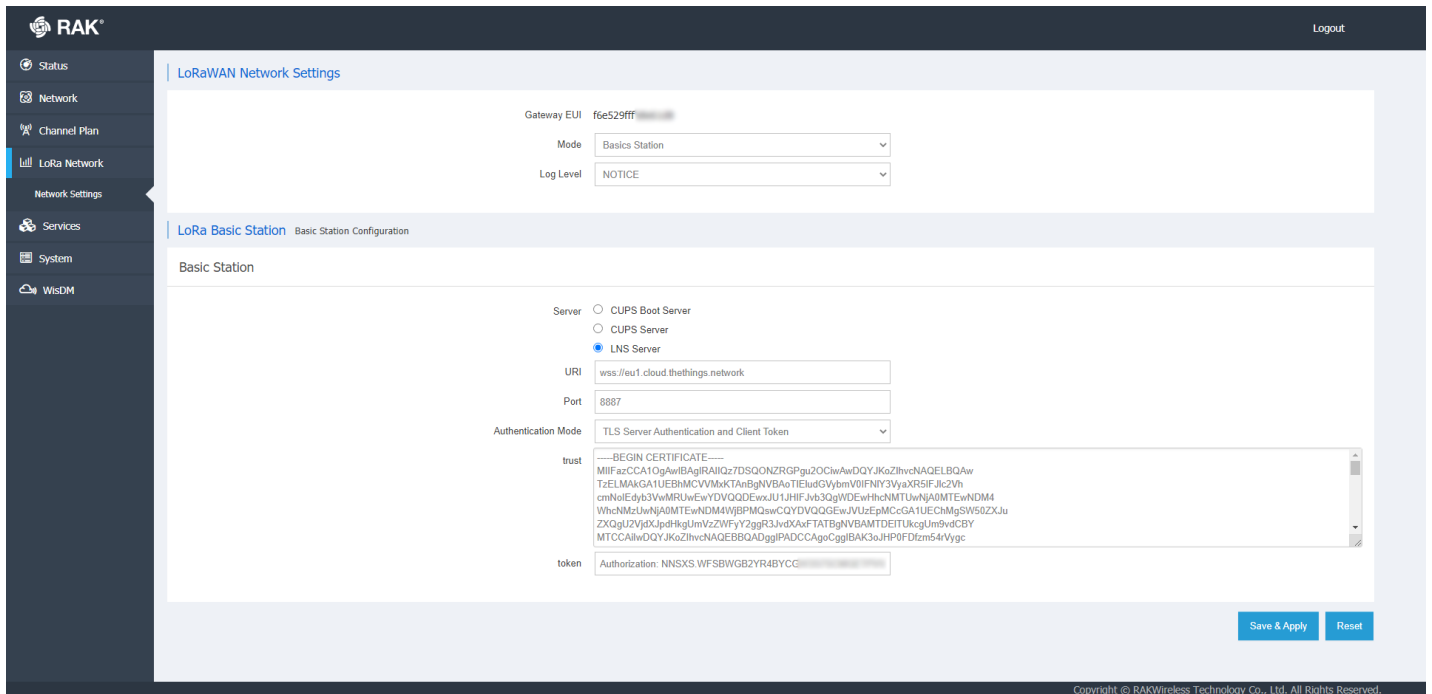 RAK®
Logout
Status
Network
Channel Plan
LoRa Network
Network Settings
Services
System
WisDM
LoRaWAN Network Settings
Gateway EUI f6e529fff
Mode Basics Station
Log Level NOTICE
LoRa Basic Station Basic Station Configuration
Basic Station
Server CUPS Boot Server
CUPS Server
LNS Server
URI wss://eu1.cloud.thethings.network
Port 8887
Authentication Mode TLS Server Authentication and Client Token
trust -----BEGIN CERTIFICATE-----
MIIFazCCA1OgAwIBAgIRAIIQz7DSQONZRGPgu2OCiwAwDQYJKoZIhvcNAQELBQAw
TzELMAkGA1UEBhMCVVMxKTAnBgNVBAoTIEludGVybmV0IFNlY3VyaXR5IFJlc2Vh
cmNoIEdyb3VwMRUwEwYDVQQDEwxJU1JHIFJvb3QgWDEwHhcNMTUwNjA0MTEwNDM4
WhcNMzUwNjA0MTEwNDM4WjBPMQswCQYDVQQGEwJVUzEpMCcGA1UEChMgSW50ZXJu
ZXQgU2VjdXJpdHkgUmVzZWFyY2ggR3JvdXAxFTATBgNVBAMTDElTUkcgUm9vdCBY
MTCCAiIwDQYJKoZIhvcNAQEBBQADggIPADCCAgoCggIBAK3oJHP0FDfzm54rVygc
token Authorization: NNSXS.WFSBWGB2YR4BYCG
Save & Apply
Reset
Copyright © RAKWireless Technology Co., Ltd. All Rights Reserved.